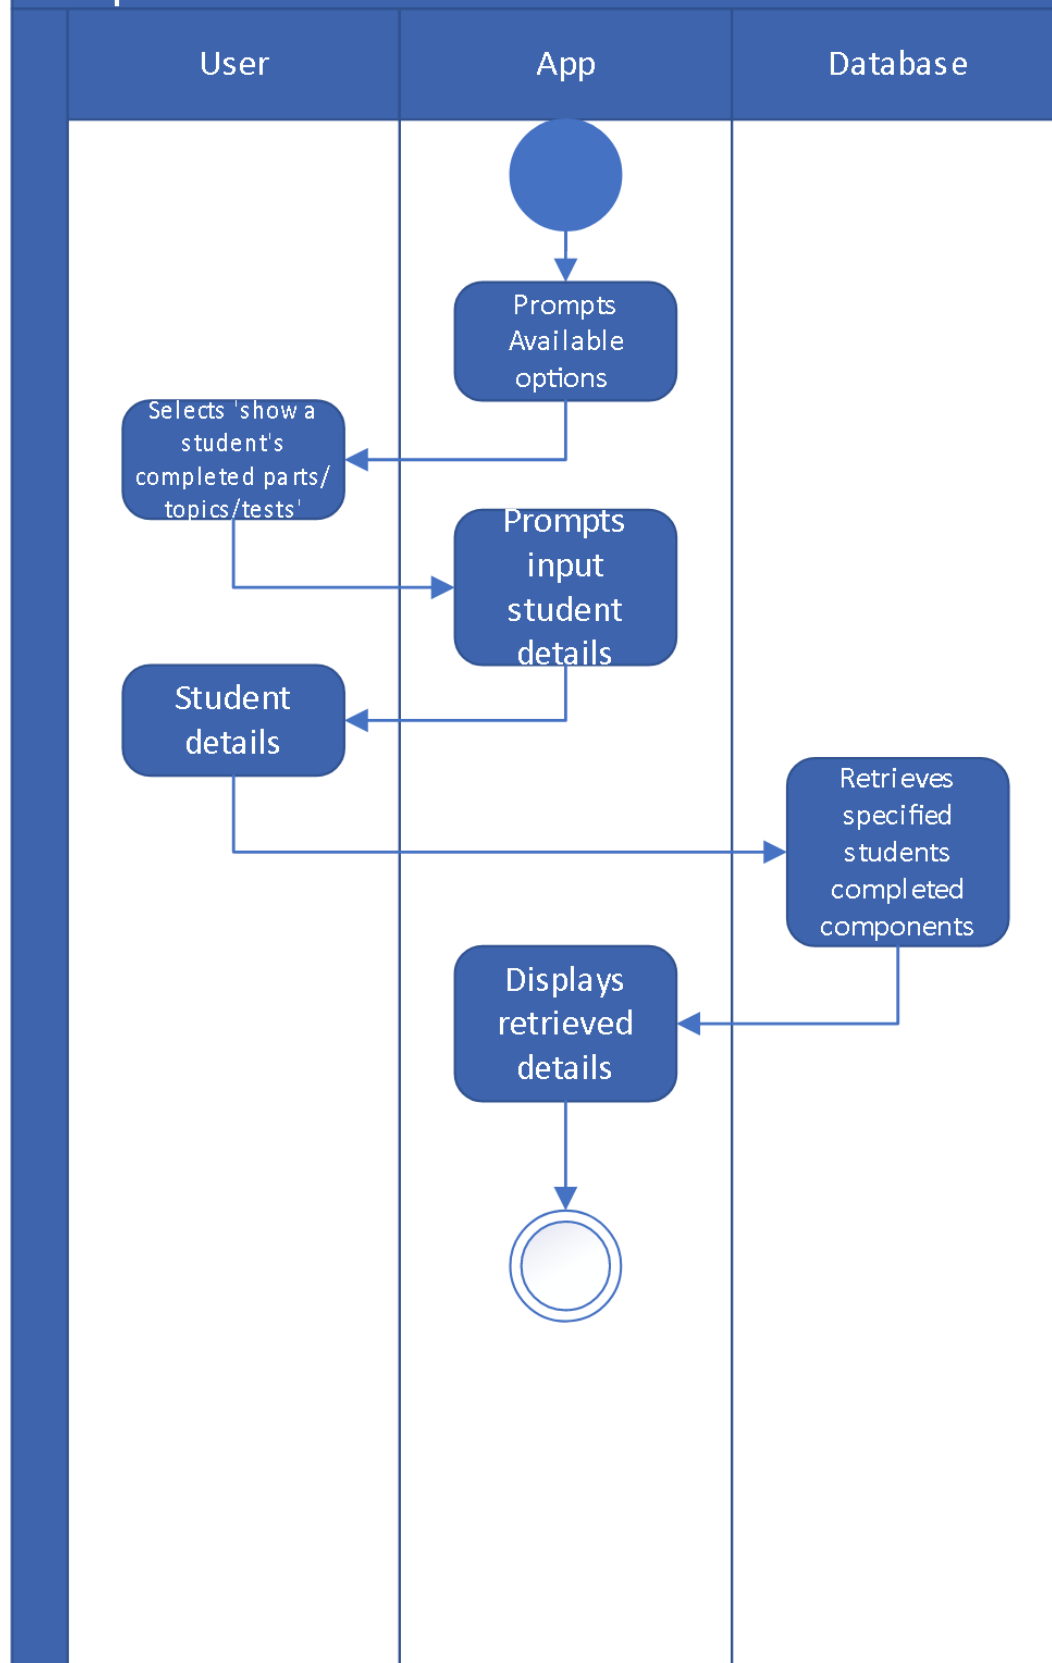 User
App
Database
Prompts
Available
options
Selects 'show a
student's
completed parts/
topics/tests'
Prompts
input
student
details
Student
details
Retrieves
specified
students
completed
components
Displays
retrieved
details